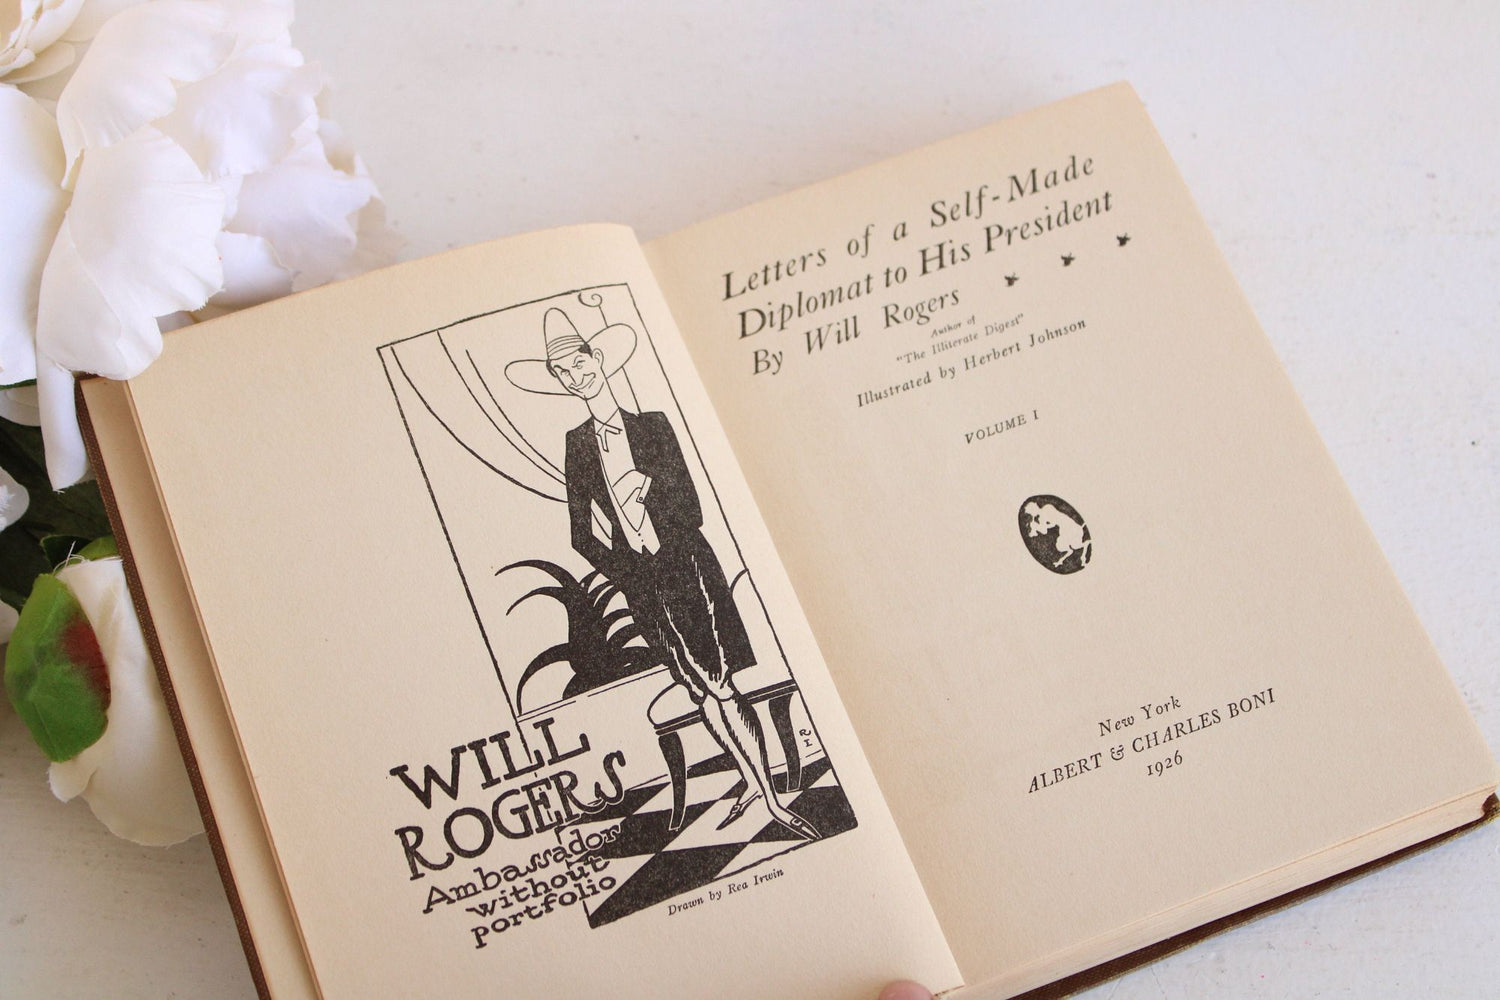 WILL
ROGERS
Ambassador
without
portfolio
RI
Drawn by Rea Irwin
Letters of a Self-Made
Diplomat to His President
By Will Rogers
Author of
"The Illiterate Digest"
Illustrated by Herbert Johnson
VOLUME I
New York
ALBERT & CHARLES BONI
1926